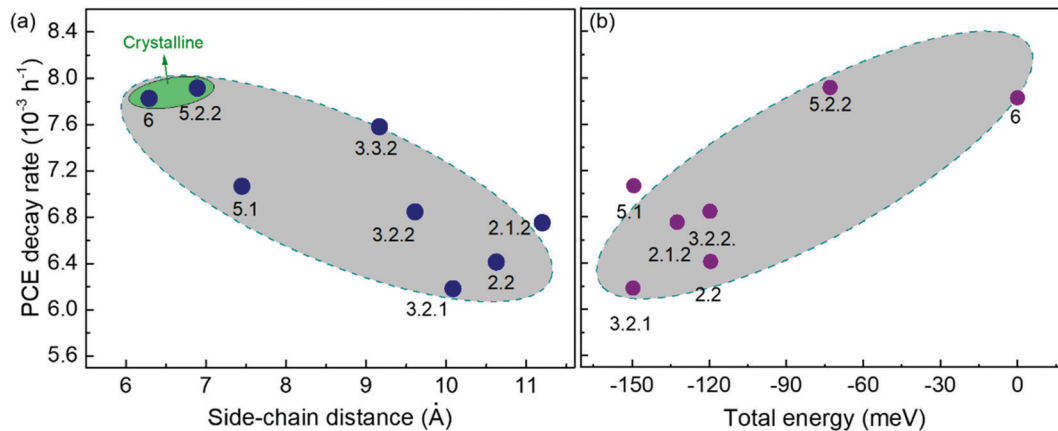 (a)
Crystalline
6
5.2.2
3.3.2
5.1
3.2.2
2.1.2
2.2
3.2.1
8.4
8.0
7.6
7.2
6.8
6.4
6.0
5.6
PCE decay rate (10⁻³ h⁻¹)
6 7 8 9 10 11
Side-chain distance (Å)
(b)
5.2.2
6
5.1
2.1.2
3.2.2.
2.2
3.2.1
-150 -120 -90 -60 -30 0
Total energy (meV)